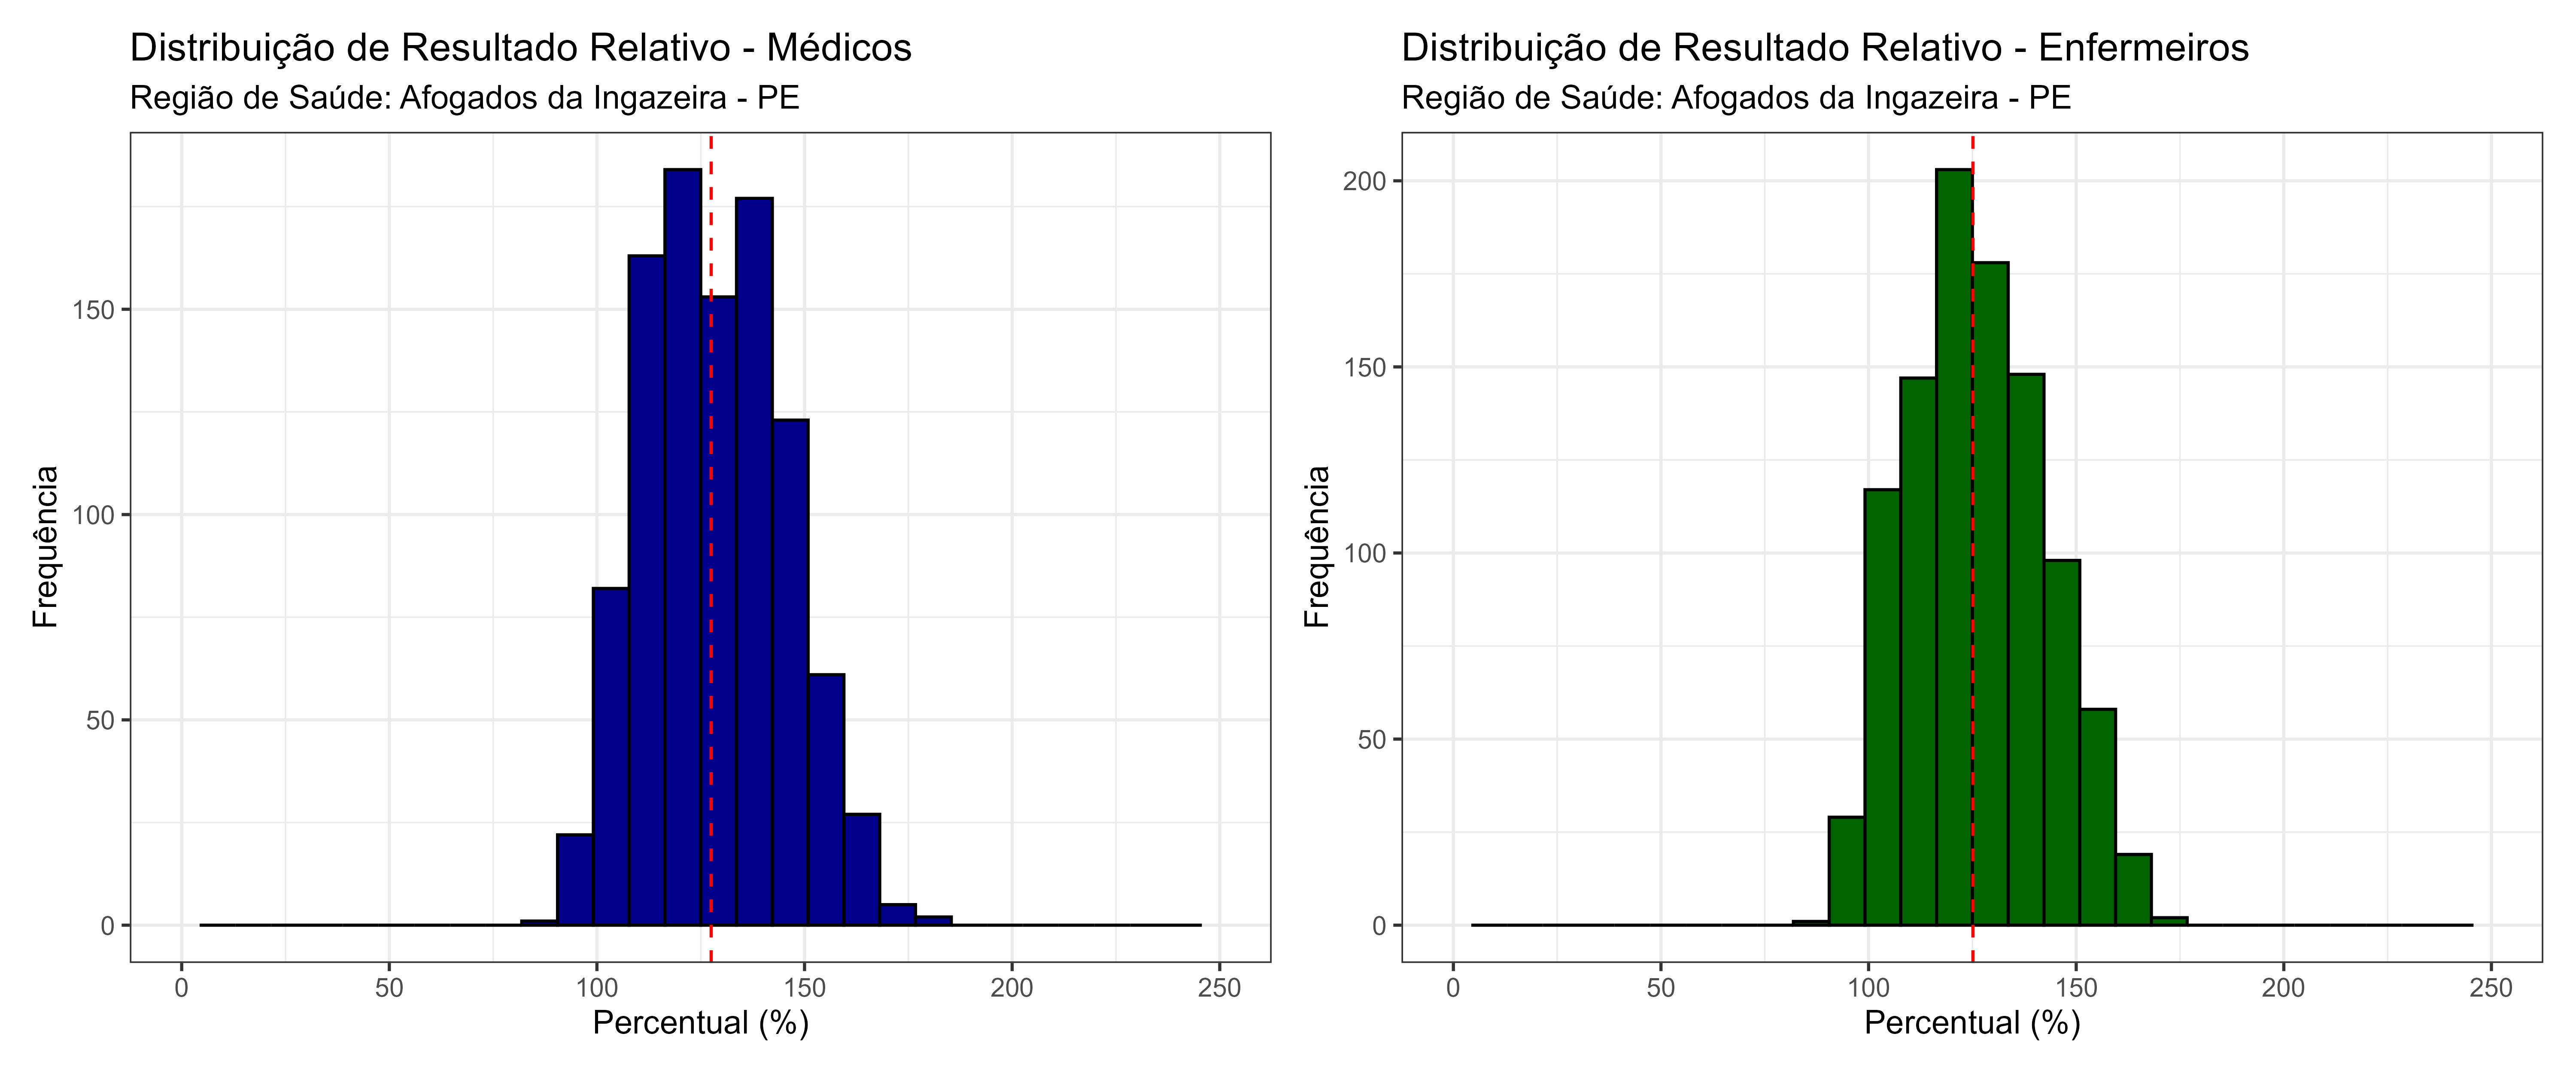 Distribuição de Resultado Relativo - Médicos
Região de Saúde: Afogados da Ingazeira - PE
Frequência
150
100
50
0
0 50 100 150 200 250
Percentual (%)
Distribuição de Resultado Relativo - Enfermeiros
Região de Saúde: Afogados da Ingazeira - PE
Frequência
200
150
100
50
0
0 50 100 150 200 250
Percentual (%)